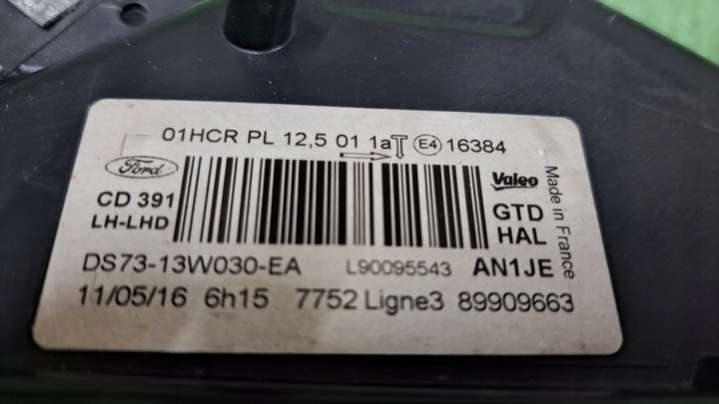 01HCR PL 12,5 01 1a E4 16384
Ford
Valeo
CD 391
LH-LHD
GTD
HAL
Made in France
DS73-13W030-EA L90095543 AN1JE
11/05/16 6h15 7752 Ligne3 89909663